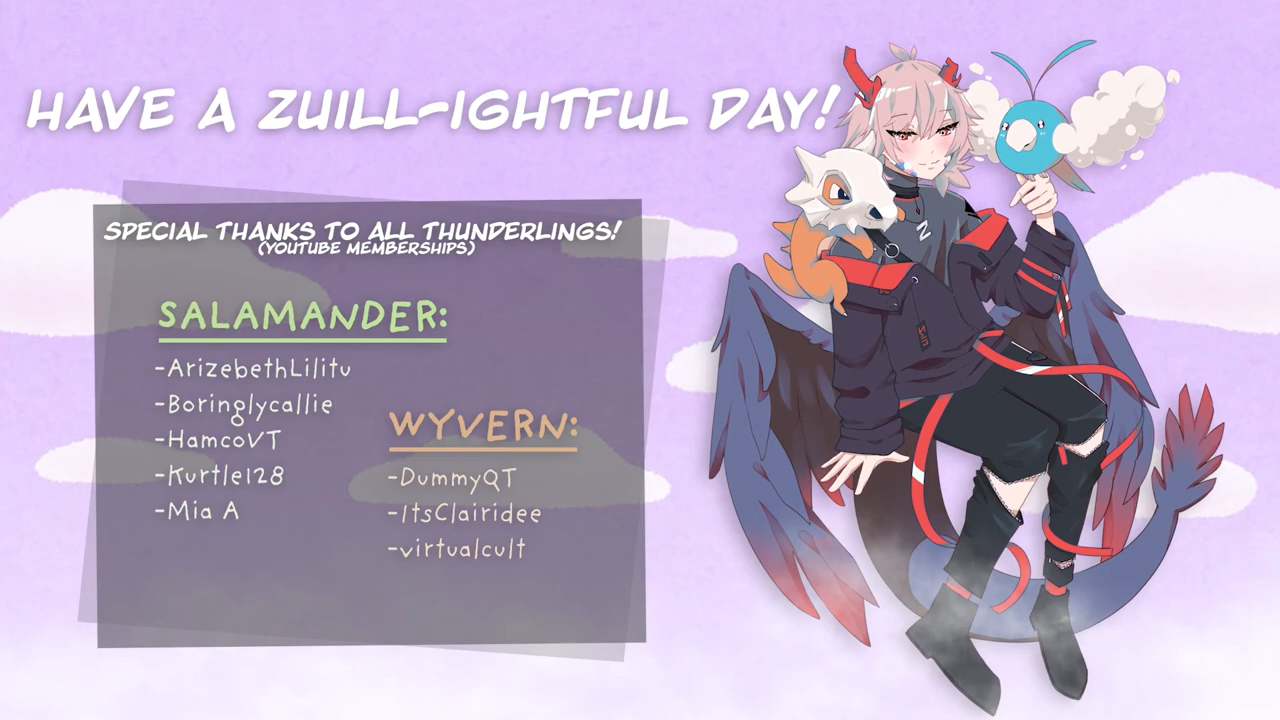 HAVE A ZUILL-IGHTFUL DAY!
SPECIAL THANKS TO ALL THUNDERLINGS!
(YOUTUBE MEMBERSHIPS)
SALAMANDER:
-ArizebethLilitu
-Boringlycallie
-HamcoVT
-Kurtle128
-Mia A
WYVERN:
-DummyQT
-ItsClairidee
-virtualcult
Z